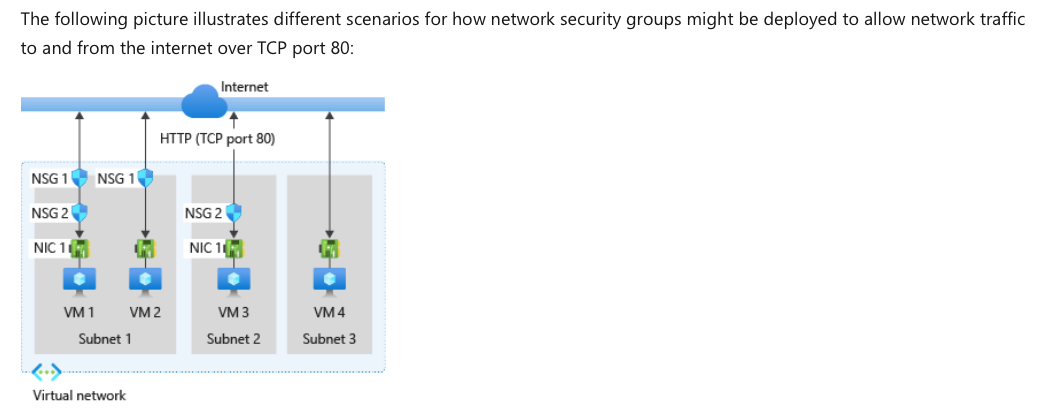 The following picture illustrates different scenarios for how network security groups might be deployed to allow network traffic
to and from the internet over TCP port 80:
Internet
HTTP (TCP port 80)
NSG 1 NSG 1
NSG 2 NSG 2
NIC 1 NIC 1
VM 1 VM 2 VM 3 VM 4
Subnet 1 Subnet 2 Subnet 3
Virtual network